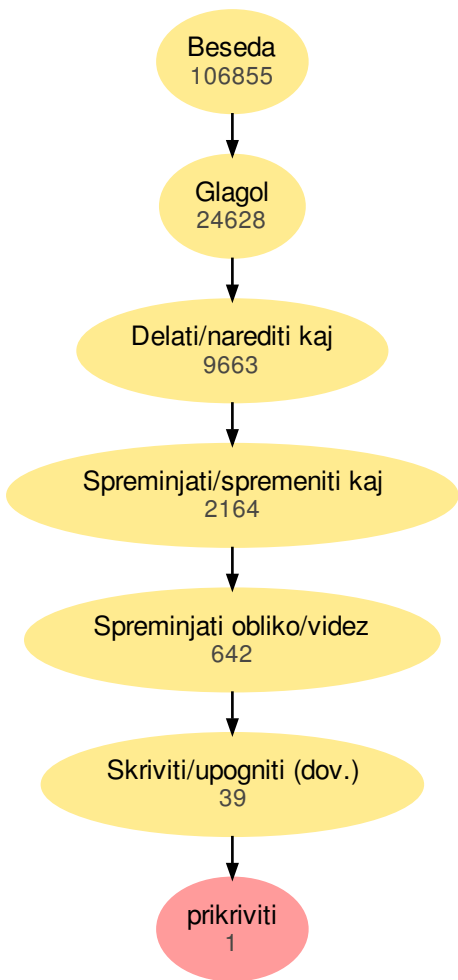 Beseda
106855
Glagol
24628
Delati/narediti kaj
9663
Spreminjati/spremeniti kaj
2164
Spreminjati obliko/videz
642
Skriviti/upogniti (dov.)
39
prikriviti
1